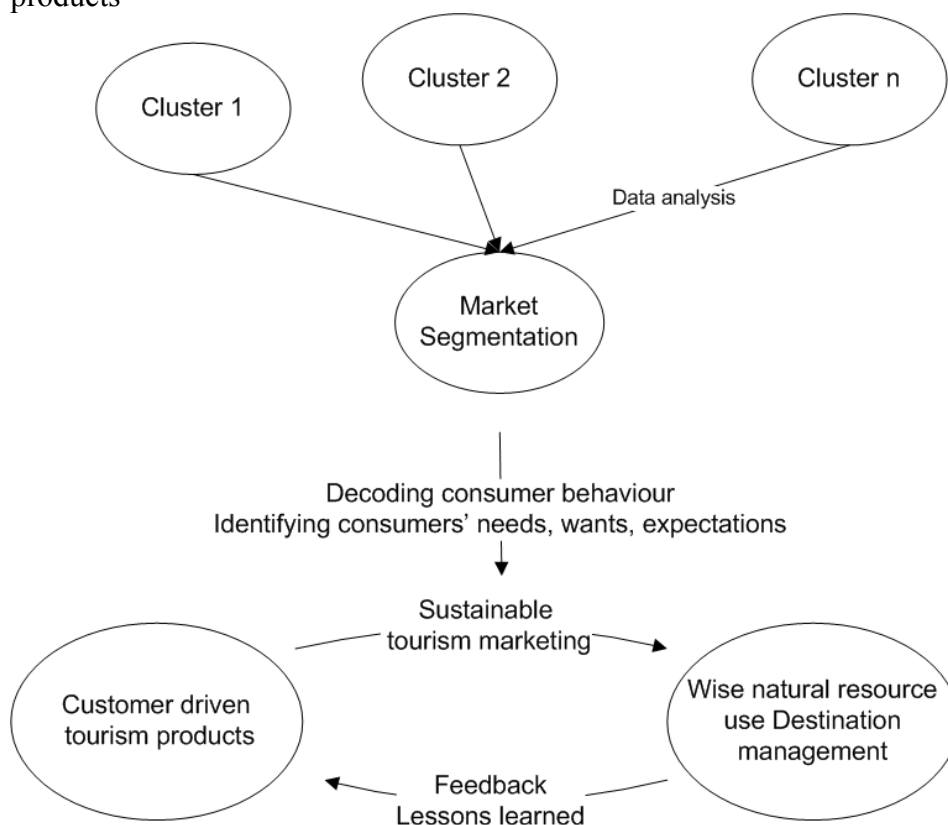 products
Cluster 1
Cluster 2
Cluster n
Data analysis
Market
Segmentation
Decoding consumer behaviour
Identifying consumers' needs, wants, expectations
Sustainable
tourism marketing
Customer driven
tourism products
Wise natural resource
use Destination
management
Feedback
Lessons learned